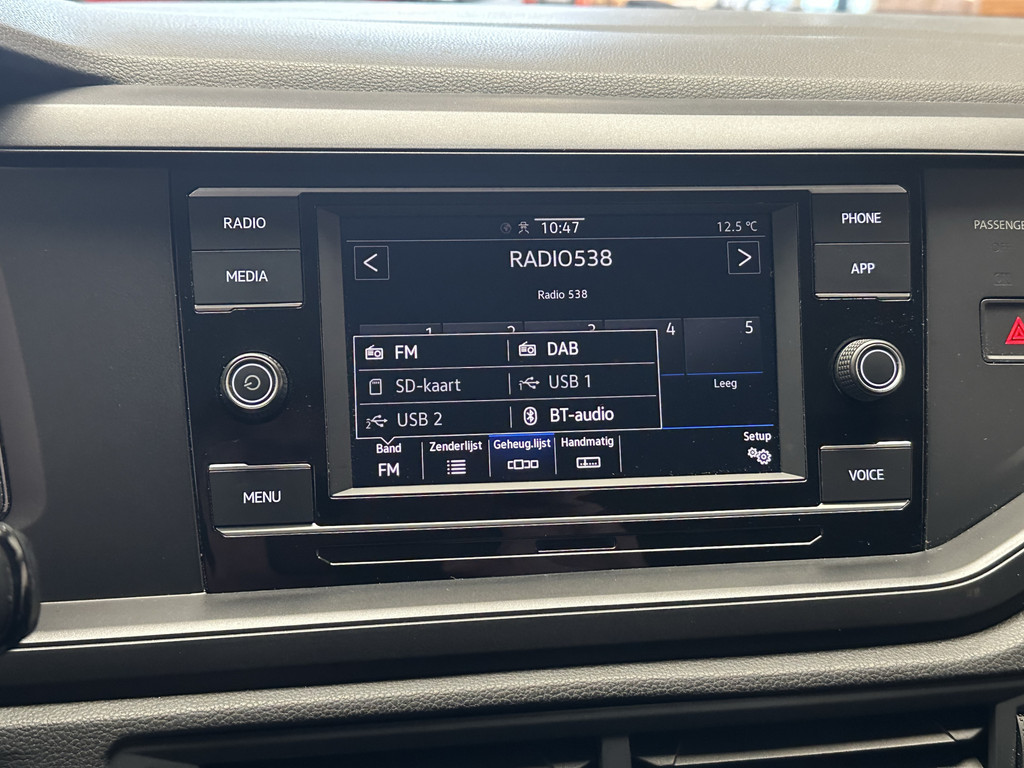 RADIO
MEDIA
MENU
10:47
12.5 °C
RADIO538
Radio 538
1 2 3 4 5
FM
DAB
SD-kaart
USB 1
2 USB 2
BT-audio
Leeg
Band
FM
Zenderlijst
Geheug.lijst
Handmatig
Setup
PHONE
APP
VOICE
PASSENGE